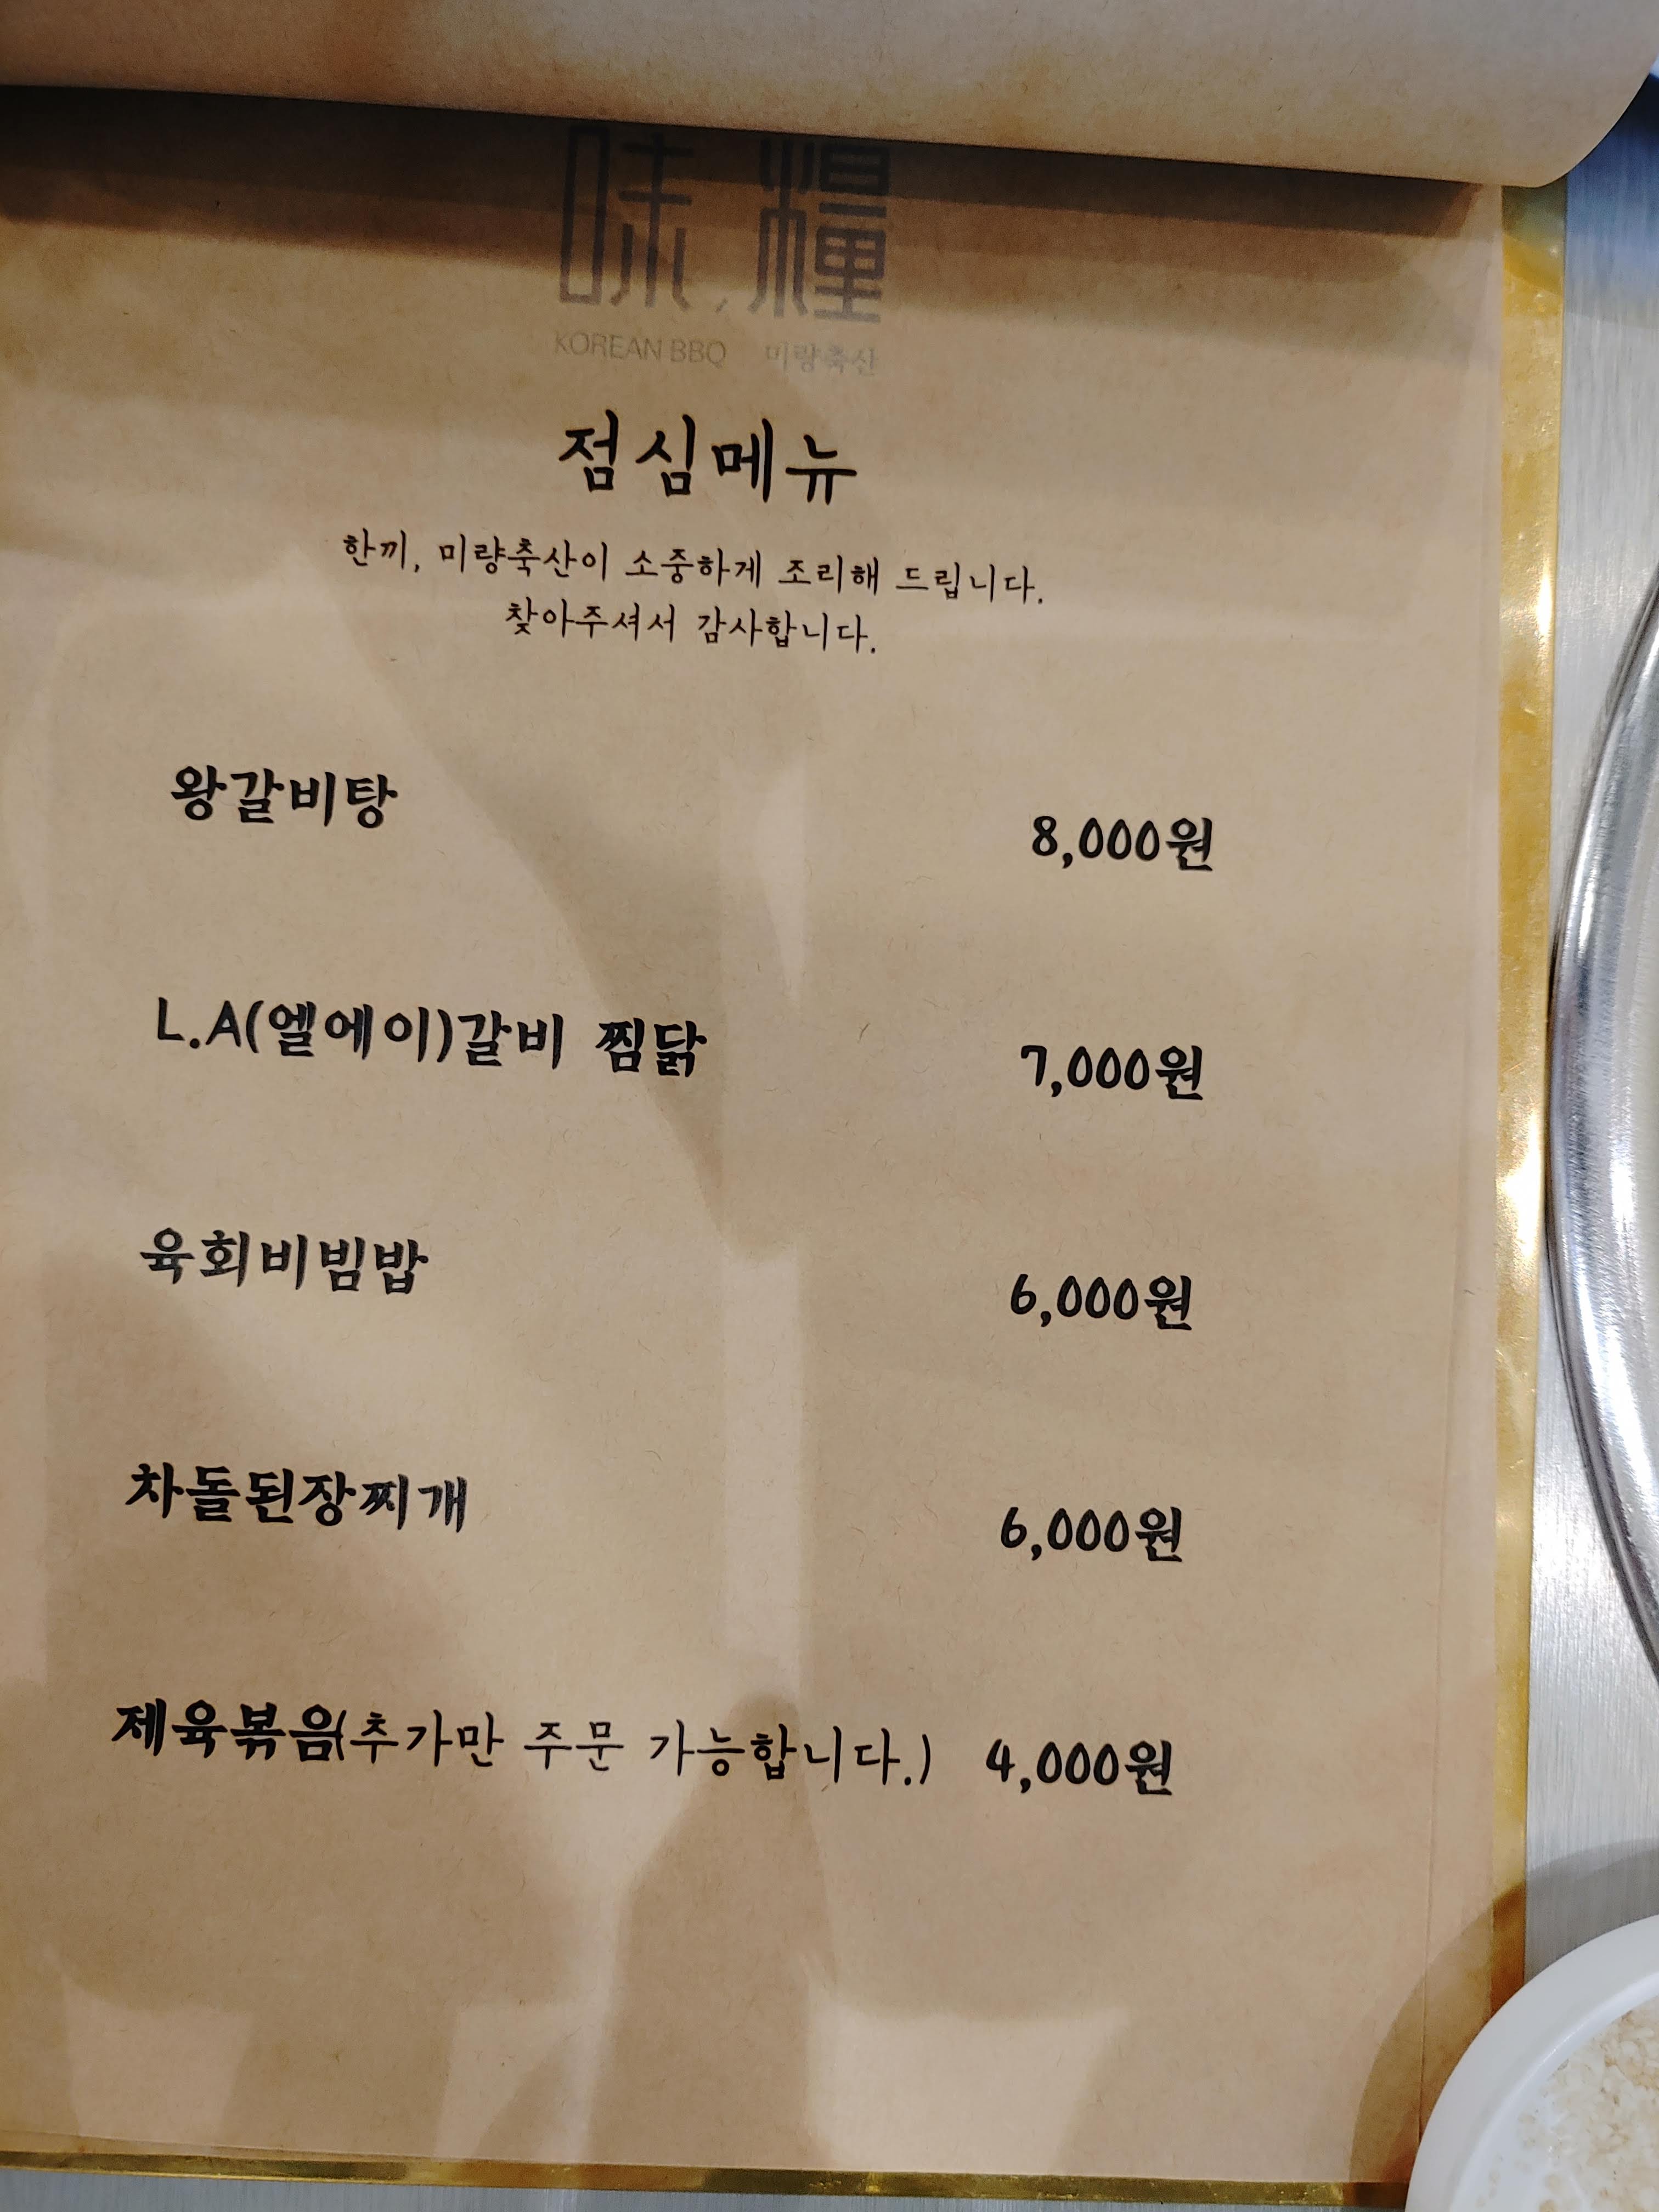 味,糧
KOREAN BBQ 미량축산
점심메뉴
한끼, 미량축산이 소중하게 조리해 드립니다.
찾아주셔서 감사합니다.
왕갈비탕 8,000원
L.A(엘에이)갈비 찜닭 7,000원
육회비빔밥 6,000원
차돌된장찌개 6,000원
제육볶음(추가만 주문 가능합니다.) 4,000원